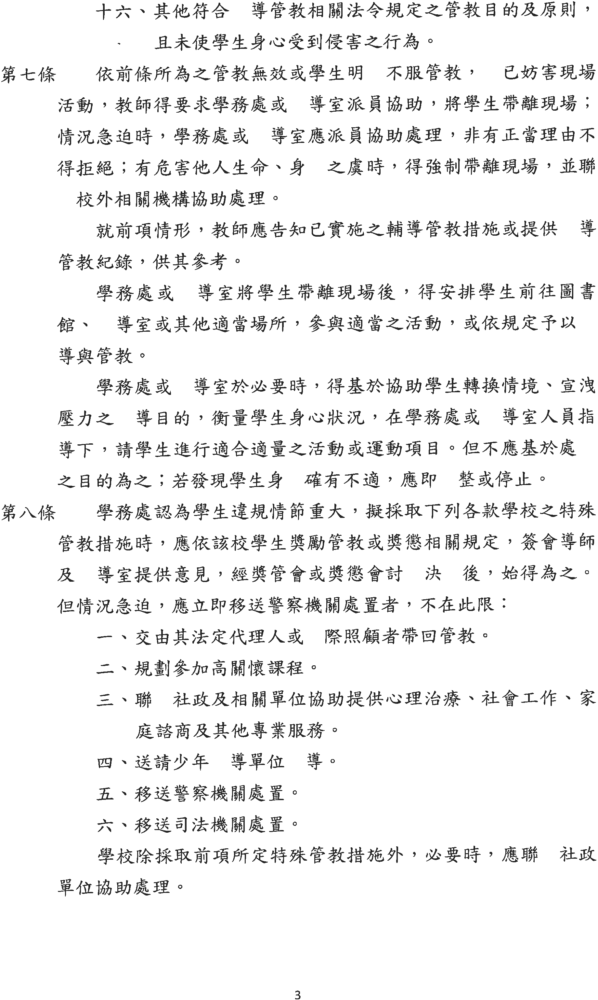 十六、其他符合　導管教相關法令規定之管教目的及原則，
且未使學生身心受到侵害之行為。
第七條　　依前條所為之管教無效或學生明　不服管教，　已妨害現場
活動，教師得要求學務處或　導室派員協助，將學生帶離現場；
情況急迫時，學務處或　導室應派員協助處理，非有正當理由不
得拒絕；有危害他人生命、身　之虞時，得強制帶離現場，並聯
　校外相關機構協助處理。
就前項情形，教師應告知已實施之輔導管教措施或提供　導
管教紀錄，供其參考。
學務處或　導室將學生帶離現場後，得安排學生前往圖書
館、　導室或其他適當場所，參與適當之活動，或依規定予以
導與管教。
學務處或　導室於必要時，得基於協助學生轉換情境、宣洩
壓力之　導目的，衡量學生身心狀況，在學務處或　導室人員指
導下，請學生進行適合適量之活動或運動項目。但不應基於處
之目的為之；若發現學生身　確有不適，應即　整或停止。
第八條　　學務處認為學生違規情節重大，擬採取下列各款學校之特殊
管教措施時，應依該校學生獎勵管教或獎懲相關規定，簽會導師
及　導室提供意見，經獎管會或獎懲會討　決　後，始得為之。
但情況急迫，應立即移送警察機關處置者，不在此限：
一、交由其法定代理人或　際照顧者帶回管教。
二、規劃參加高關懷課程。
三、聯　社政及相關單位協助提供心理治療、社會工作、家
庭諮商及其他專業服務。
四、送請少年　導單位　導。
五、移送警察機關處置。
六、移送司法機關處置。
學校除採取前項所定特殊管教措施外，必要時，應聯　社政
單位協助處理。
3